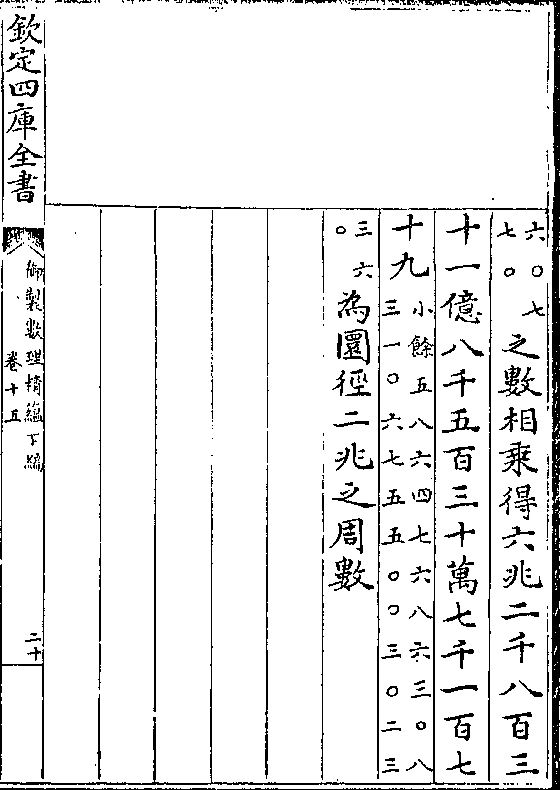 六〇七
七〇
之數相乘得六兆二千八百三
十一億八千五百三十萬七千一百七
十九
小餘五八六四七六八六三〇八
三一〇六七五五〇〇三〇二三
三六
〇
為圜徑二兆之周數
欽定四庫全書
御製數理精蘊下編
卷十五
二十